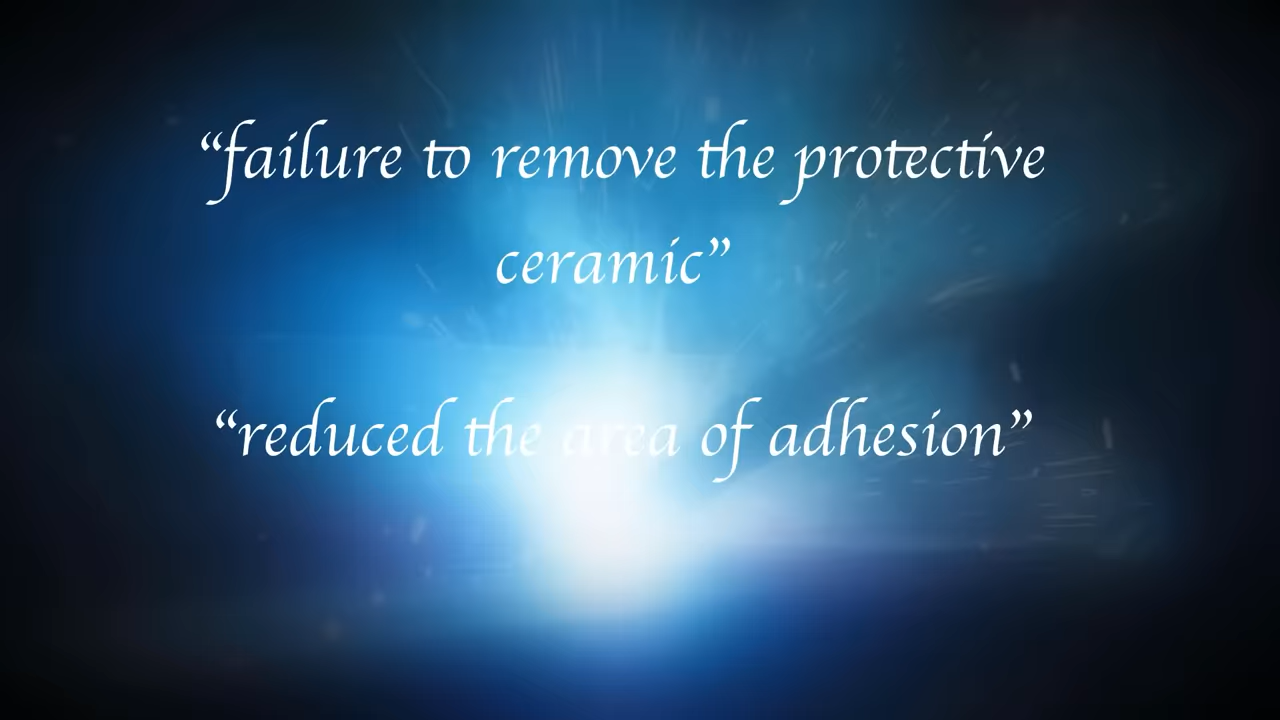 “failure to remove the protective
ceramic”
“reduced the area of adhesion”